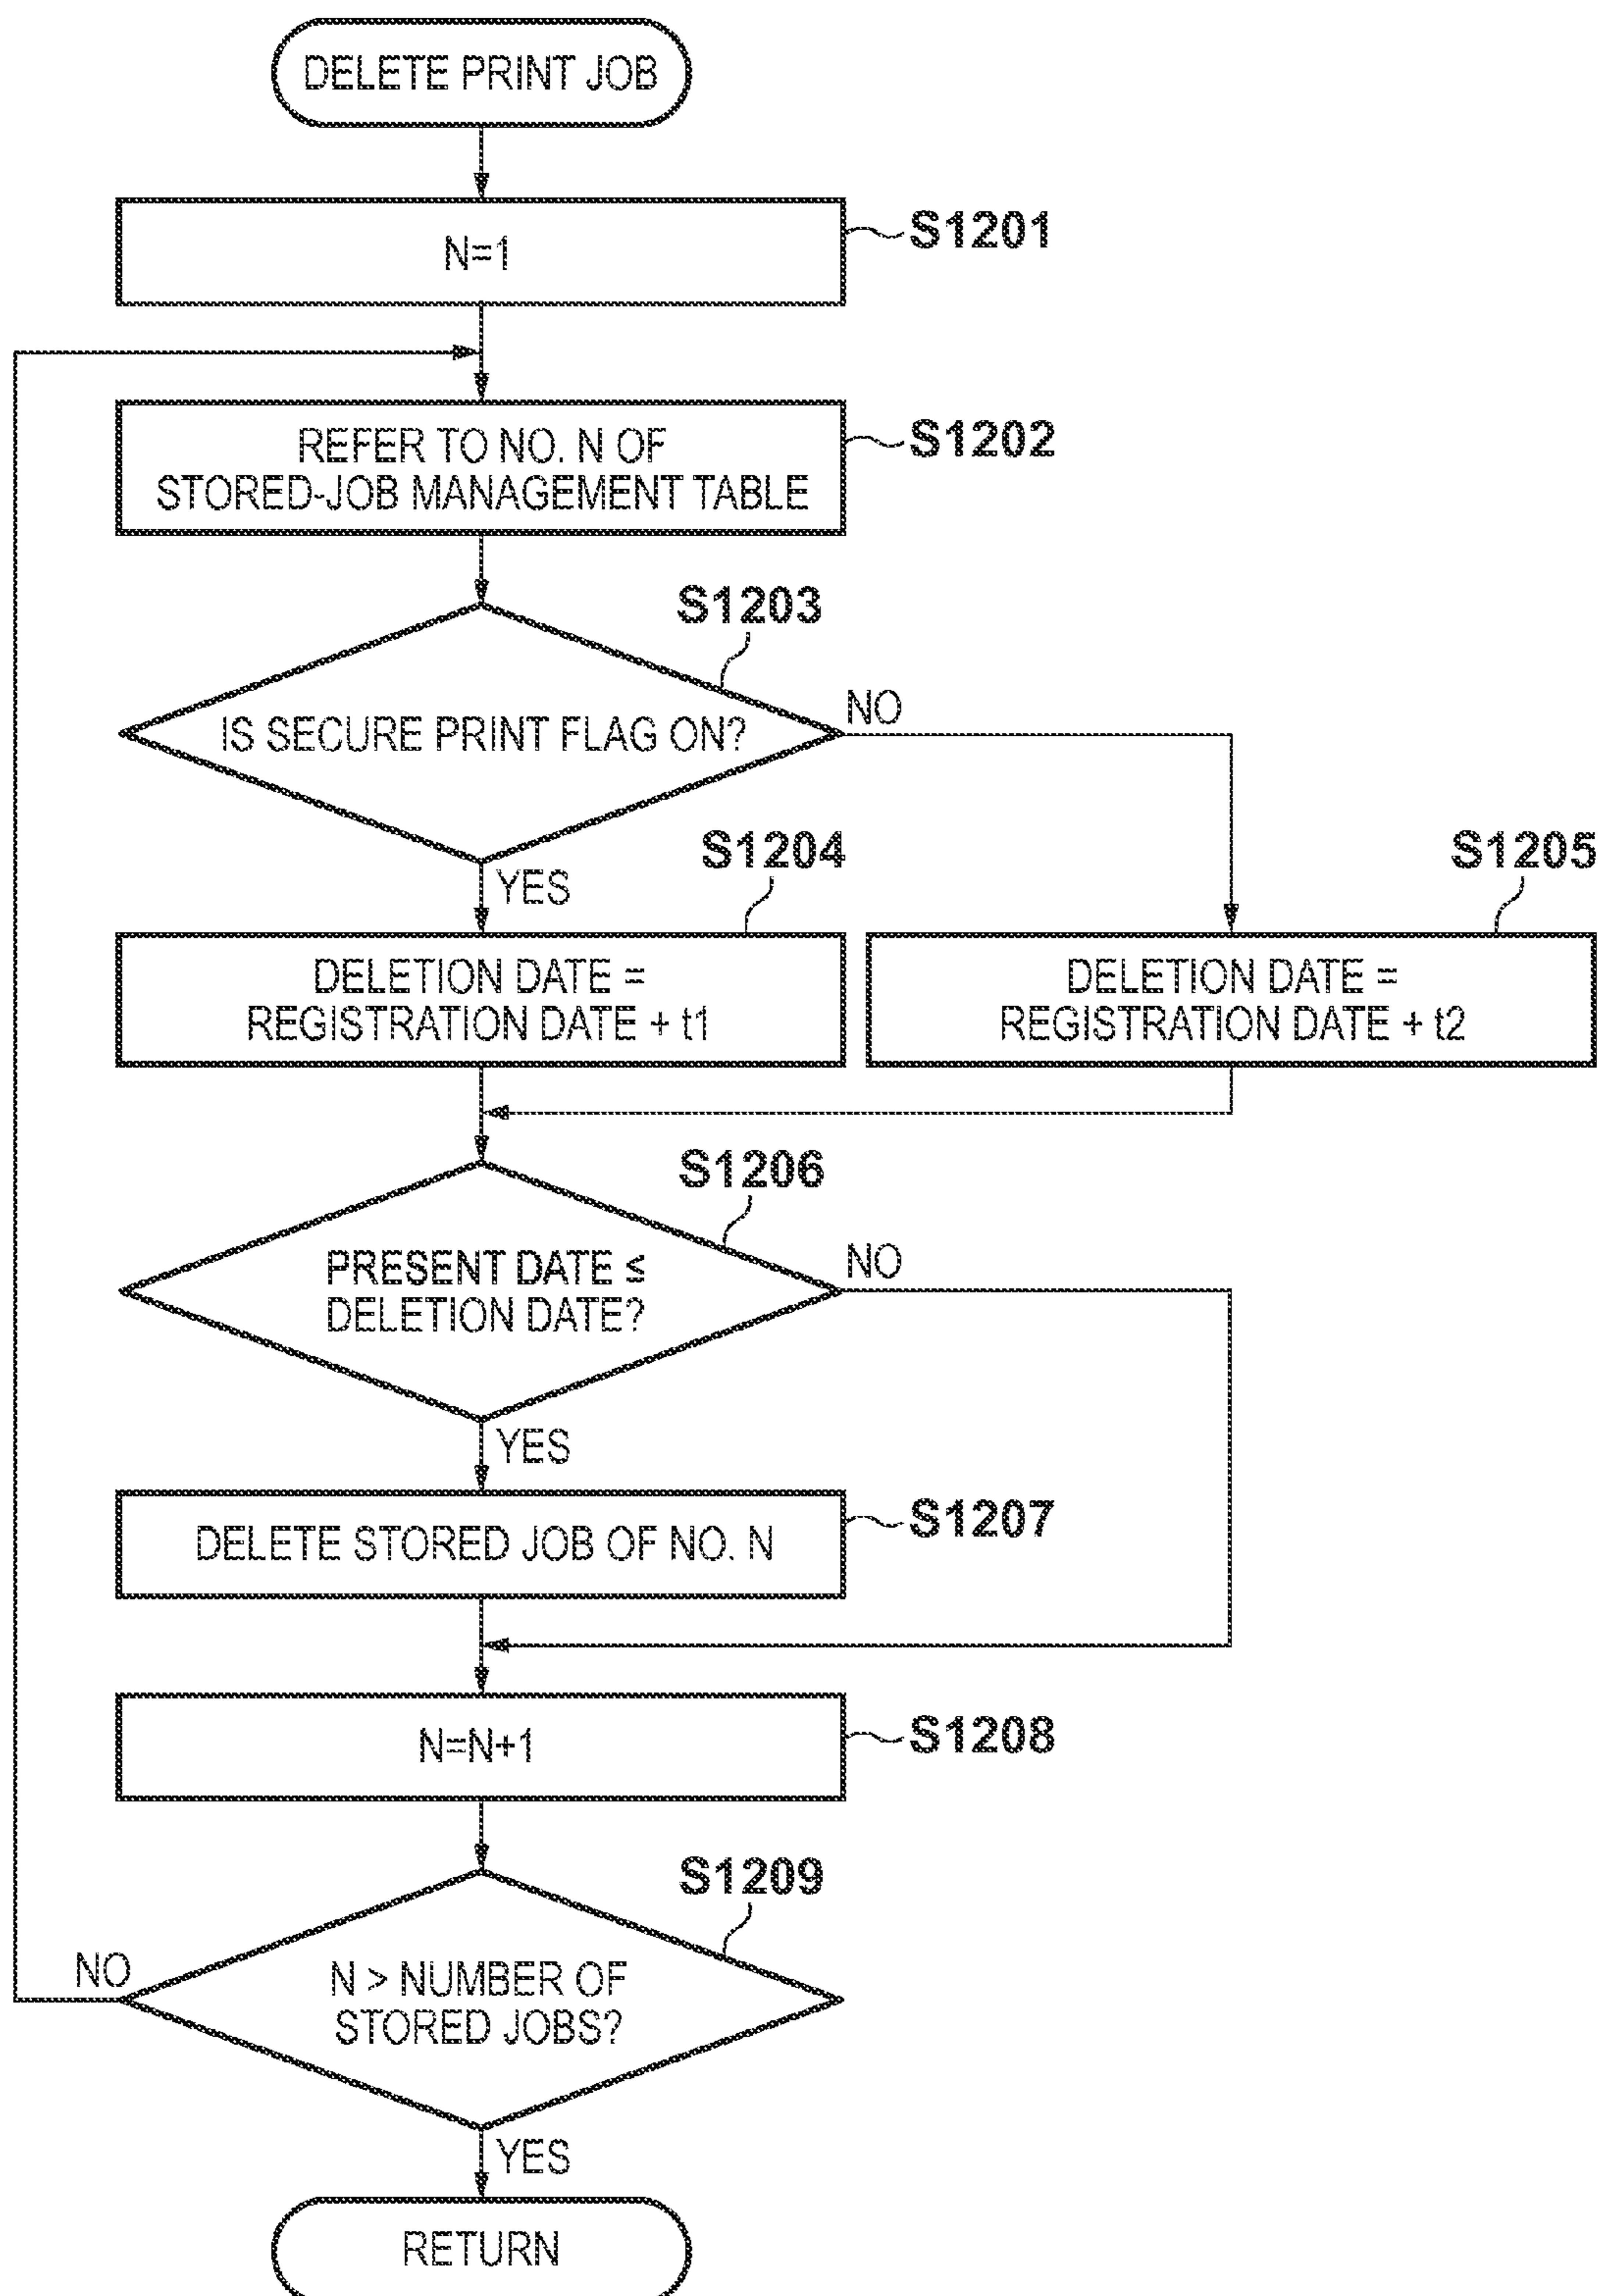 DELETE PRINT JOB
N=1
S1201
REFER TO NO. N OF
STORED-JOB MANAGEMENT TABLE
S1202
S1203
IS SECURE PRINT FLAG ON?
NO
YES
S1204
S1205
DELETION DATE =
REGISTRATION DATE + t1
DELETION DATE =
REGISTRATION DATE + t2
S1206
PRESENT DATE ≤
DELETION DATE?
NO
YES
DELETE STORED JOB OF NO. N
S1207
N=N+1
S1208
S1209
N > NUMBER OF
STORED JOBS?
NO
YES
RETURN